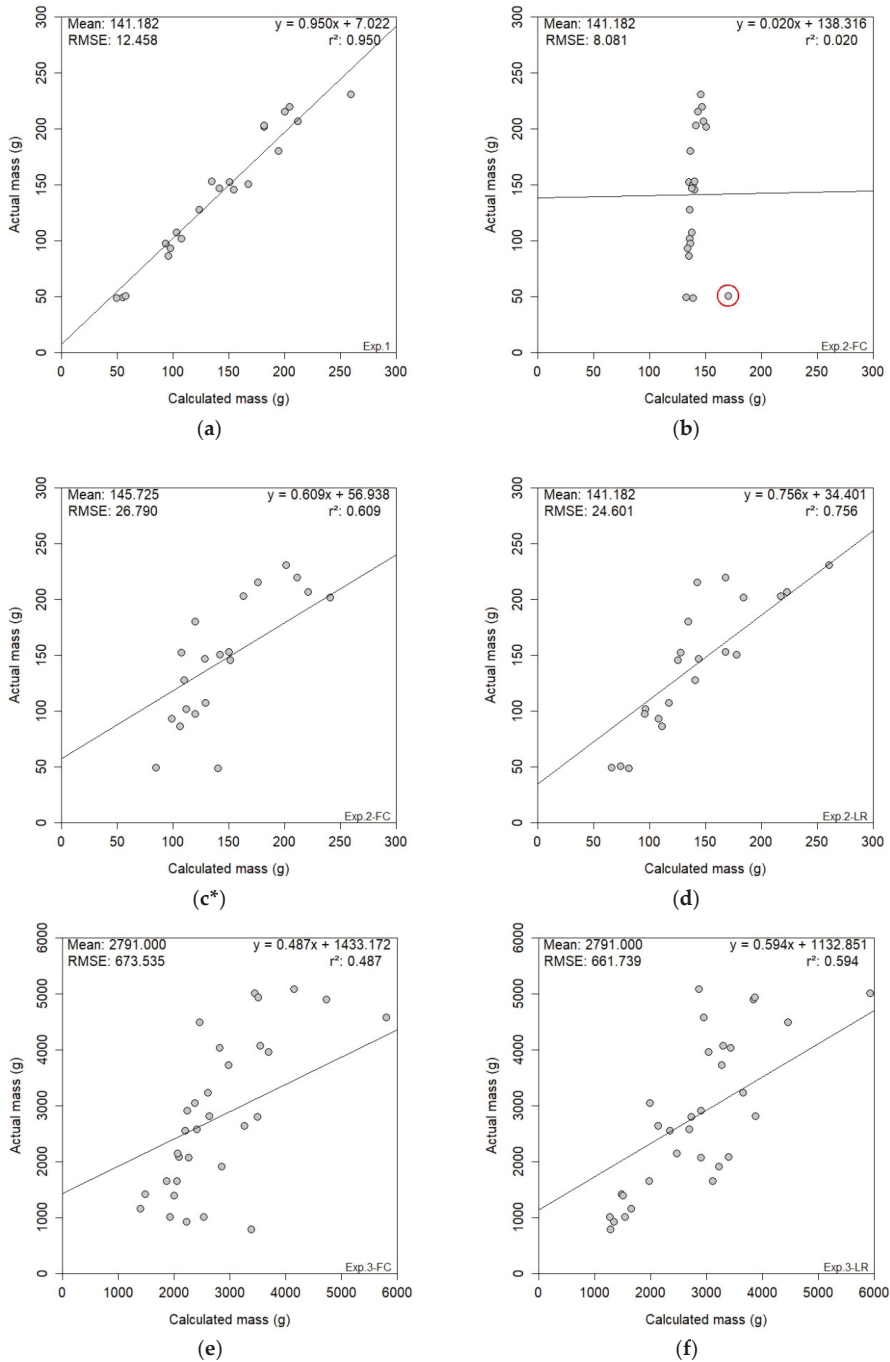 Mean: 141.182 y = 0.950x + 7.022
RMSE: 12.458 r²: 0.950
300
250
200
150
100
50
0
Actual mass (g)
Exp.1
0 50 100 150 200 250 300
Calculated mass (g)
(a)
Mean: 141.182 y = 0.020x + 138.316
RMSE: 8.081 r²: 0.020
300
250
200
150
100
50
0
Actual mass (g)
Exp.2-FC
0 50 100 150 200 250 300
Calculated mass (g)
(b)
Mean: 145.725 y = 0.609x + 56.938
RMSE: 26.790 r²: 0.609
300
250
200
150
100
50
0
Actual mass (g)
Exp.2-FC
0 50 100 150 200 250 300
Calculated mass (g)
(c*)
Mean: 141.182 y = 0.756x + 34.401
RMSE: 24.601 r²: 0.756
300
250
200
150
100
50
0
Actual mass (g)
Exp.2-LR
0 50 100 150 200 250 300
Calculated mass (g)
(d)
Mean: 2791.000 y = 0.487x + 1433.172
RMSE: 673.535 r²: 0.487
6000
5000
4000
3000
2000
1000
0
Actual mass (g)
Exp.3-FC
0 1000 2000 3000 4000 5000 6000
Calculated mass (g)
(e)
Mean: 2791.000 y = 0.594x + 1132.851
RMSE: 661.739 r²: 0.594
6000
5000
4000
3000
2000
1000
0
Actual mass (g)
Exp.3-LR
0 1000 2000 3000 4000 5000 6000
Calculated mass (g)
(f)